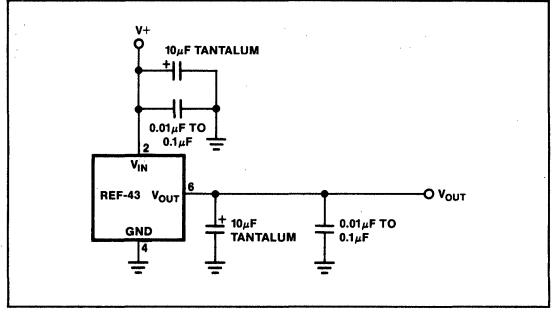 V+
+ 10µF TANTALUM
0.01µF TO
0.1µF
2
VIN
REF-43 VOUT 6
VOUT
GND
4
+ 10µF
TANTALUM
0.01µF TO
0.1µF